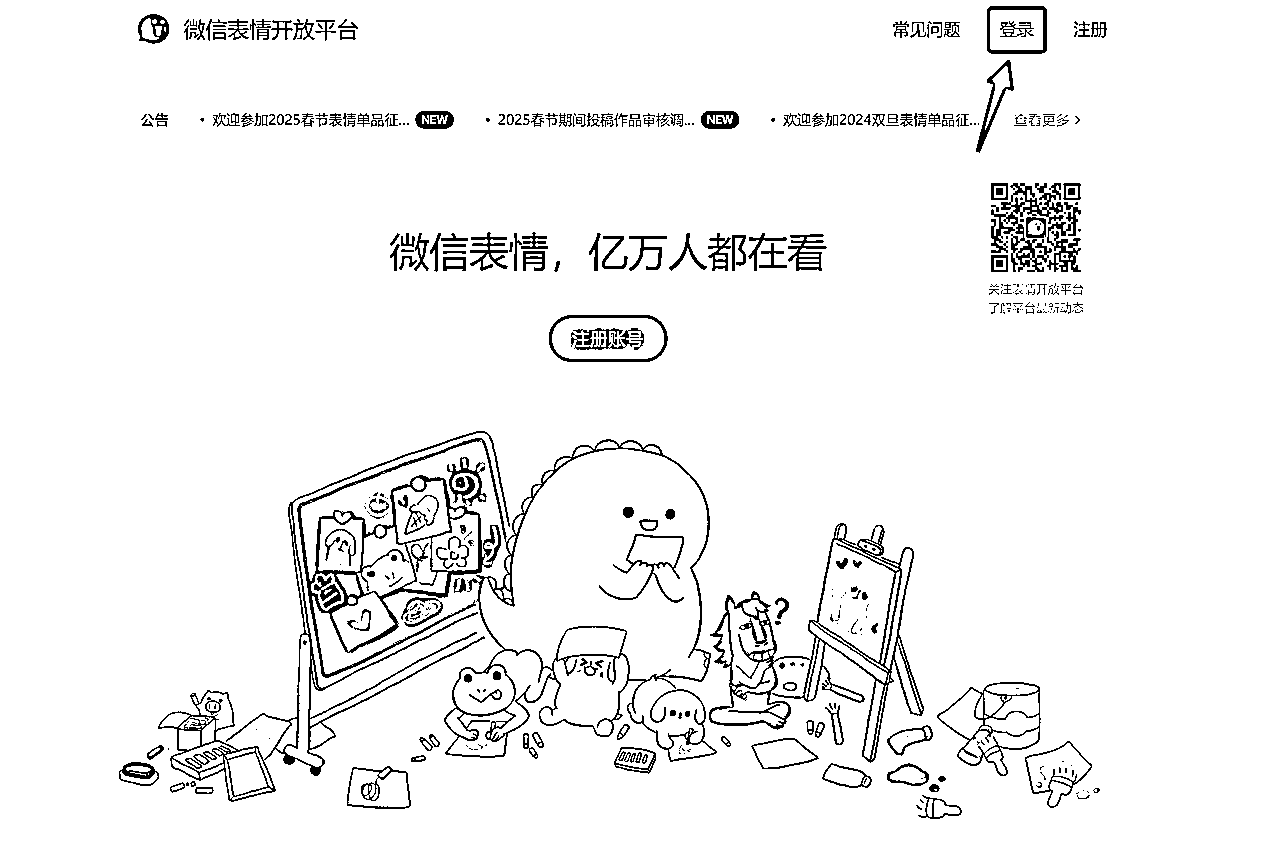 微信表情开放平台
常见问题
登录
注册
公告
• 欢迎参加2025春节表情单品征... NEW
• 2025春节期间投稿作品审核调... NEW
• 欢迎参加2024双旦表情单品征...
查看更多 >
微信表情，亿万人都在看
关注表情开放平台
了解平台最新动态
注册账号
?